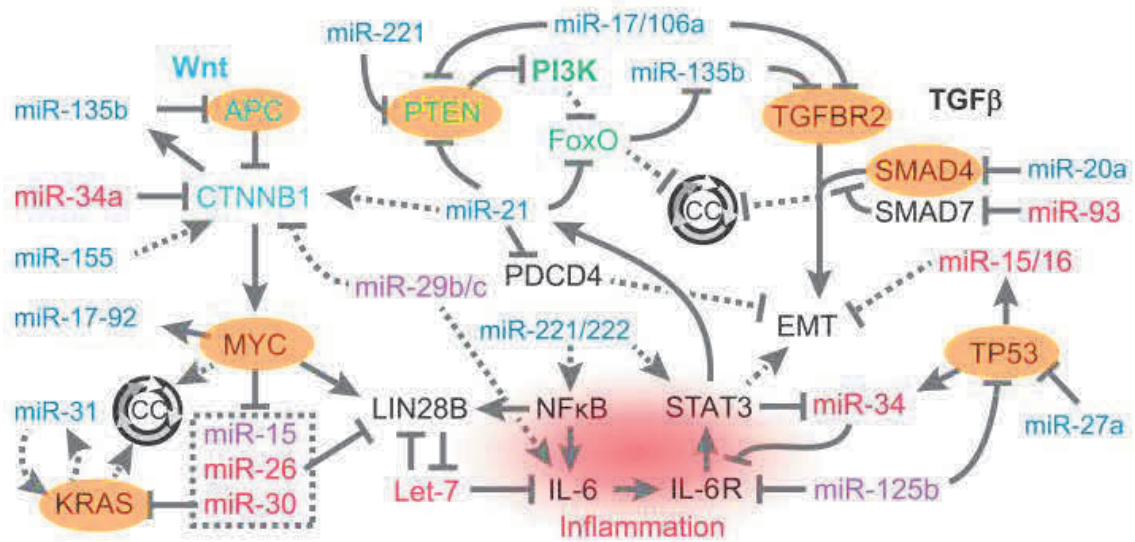 miR-17/106a
miR-221
Wnt
PI3K
miR-135b
miR-135b
APC
PTEN
TGFBR2
TGFβ
FoxO
SMAD4
miR-20a
miR-34a
CTNNB1
miR-21
CC
SMAD7
miR-93
miR-155
PDCD4
miR-15/16
miR-29b/c
miR-17-92
miR-221/222
EMT
MYC
TP53
CC
miR-31
LIN28B
NFκB
STAT3
miR-34
miR-27a
miR-15
miR-26
KRAS
miR-30
Let-7
IL-6
IL-6R
miR-125b
Inflammation